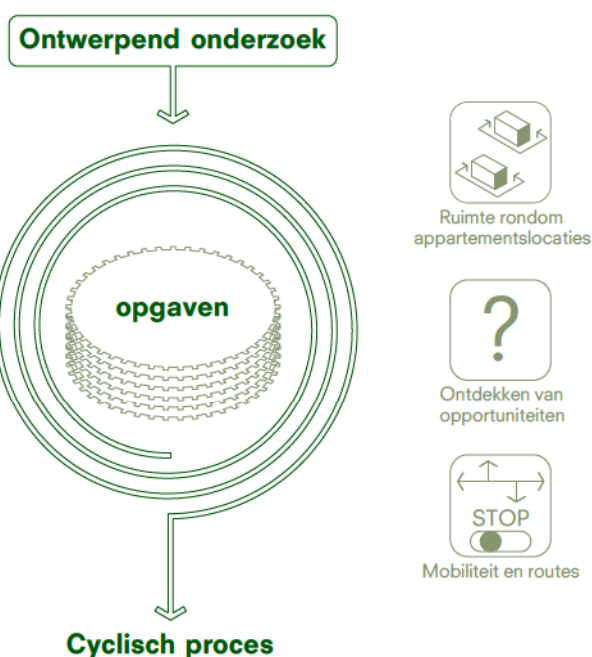 Ontwerpend onderzoek
opgaven
Cyclisch proces
Ruimte rondom
appartementslocaties
?
Ontdekken van
opportuniteiten
STOP
Mobiliteit en routes